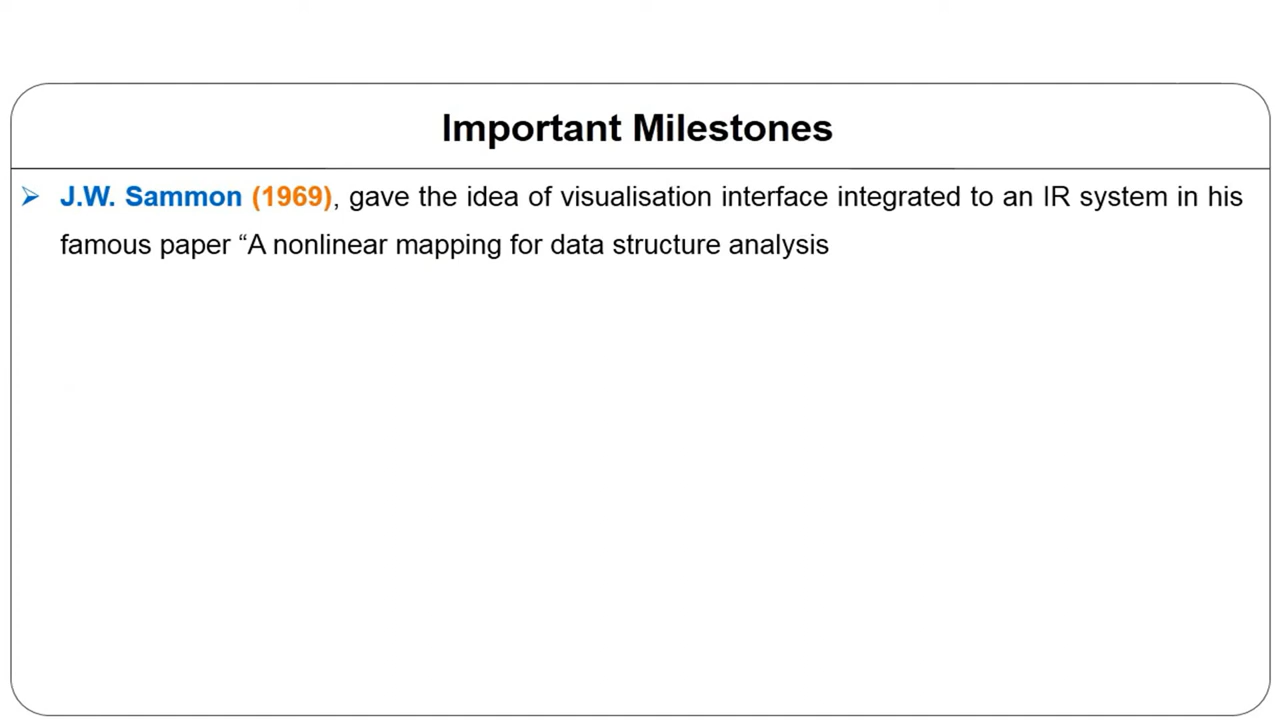 Important Milestones
J.W. Sammon (1969), gave the idea of visualisation interface integrated to an IR system in his
famous paper “A nonlinear mapping for data structure analysis